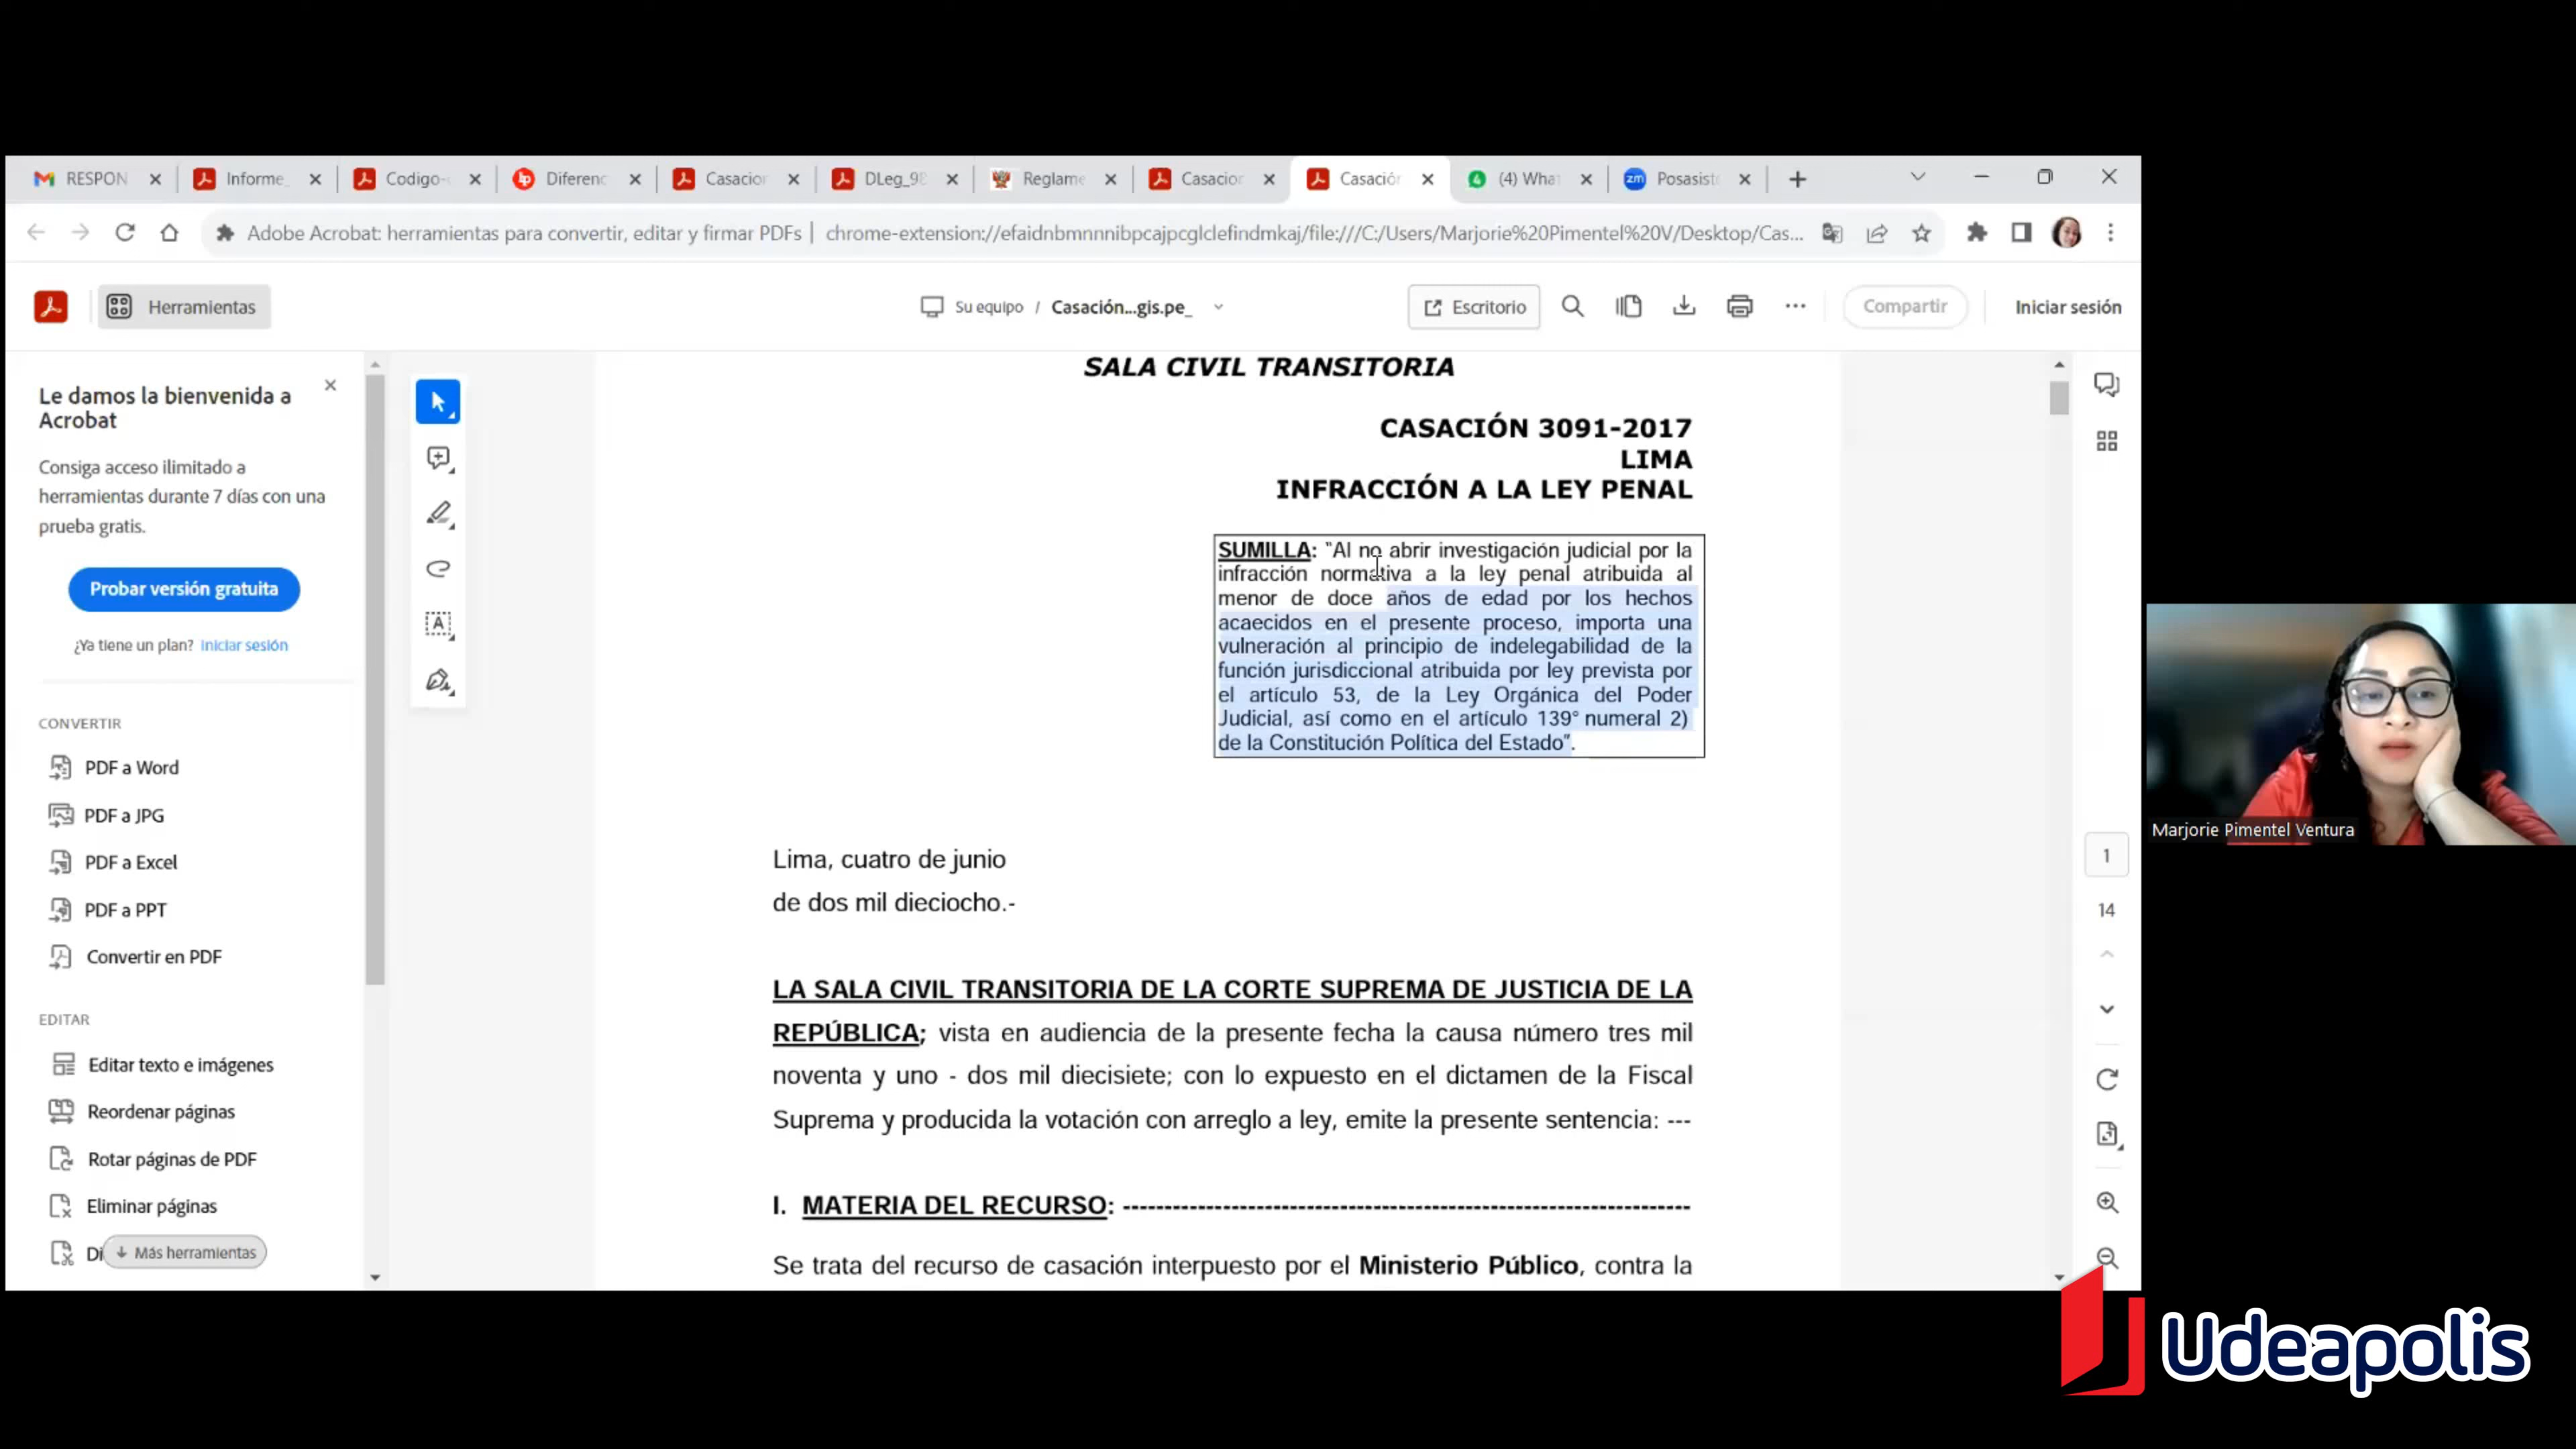 RESPON
Informe_
Codigo-
Diferenc
Casacion
DLeg_98
Reglame
Casacion
Casación
(4) What
zm
Posasist
Adobe Acrobat: herramientas para convertir, editar y firmar PDFs
chrome-extension://efaidnbmnnnibpcajpcglclefindmkaj/file:///C:/Users/Marjorie%20Pimentel%20V/Desktop/Cas...
Herramientas
Su equipo / Casación...gis.pe_
Escritorio
Compartir
Iniciar sesión
Le damos la bienvenida a
Acrobat
Consiga acceso ilimitado a
herramientas durante 7 días con una
prueba gratis.
Probar versión gratuita
¿Ya tiene un plan? Iniciar sesión
CONVERTIR
PDF a Word
PDF a JPG
PDF a Excel
PDF a PPT
Convertir en PDF
EDITAR
Editar texto e imágenes
Reordenar páginas
Rotar páginas de PDF
Eliminar páginas
Di
Más herramientas
SALA CIVIL TRANSITORIA
CASACIÓN 3091-2017
LIMA
INFRACCIÓN A LA LEY PENAL
SUMILLA: "Al no abrir investigación judicial por la
infracción normativa a la ley penal atribuida al
menor de doce años de edad por los hechos
acaecidos en el presente proceso, importa una
vulneración al principio de indelegabilidad de la
función jurisdiccional atribuida por ley prevista por
el artículo 53, de la Ley Orgánica del Poder
Judicial, así como en el artículo 139° numeral 2)
de la Constitución Política del Estado".
Lima, cuatro de junio
de dos mil dieciocho.-
LA SALA CIVIL TRANSITORIA DE LA CORTE SUPREMA DE JUSTICIA DE LA
REPÚBLICA; vista en audiencia de la presente fecha la causa número tres mil
noventa y uno - dos mil diecisiete; con lo expuesto en el dictamen de la Fiscal
Suprema y producida la votación con arreglo a ley, emite la presente sentencia: ---
I. MATERIA DEL RECURSO: --------------------------------------------------------------------
Se trata del recurso de casación interpuesto por el Ministerio Público, contra la
1
14
Marjorie Pimentel Ventura
Udeapolis